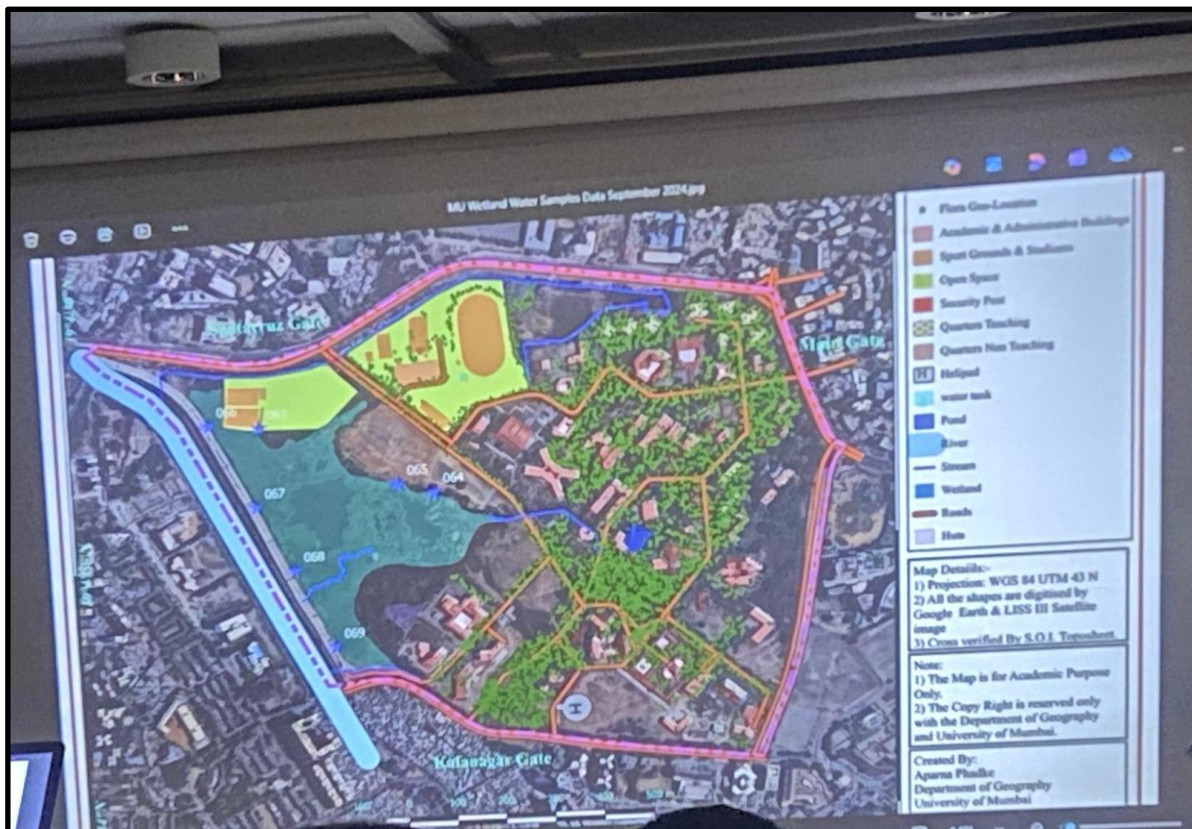 MU Wetland Water Samples Data September 2024.jpg
Santacruz Gate
Main Gate
066
063
065
064
067
068
069
Kalanagar Gate
Flora Geo-Location
Academic & Administrative Buildings
Sport Grounds & Stadiums
Open Space
Security Post
Quarters Teaching
Quarters Non Teaching
H Helipad
water tank
Pond
River
Stream
Wetland
Roads
Huts
H
Map Details:-
1) Projection: WGS 84 UTM 43 N
2) All the shapes are digitised by
Google Earth & LISS III Satellite
image
3) Cross verified By S.O.I. Toposheet.
Note:
1) The Map is for Academic Purpose
Only.
2) The Copy Right is reserved only
with the Department of Geography
and University of Mumbai.
Created By:
Aparna Phadke
Department of Geography
University of Mumbai